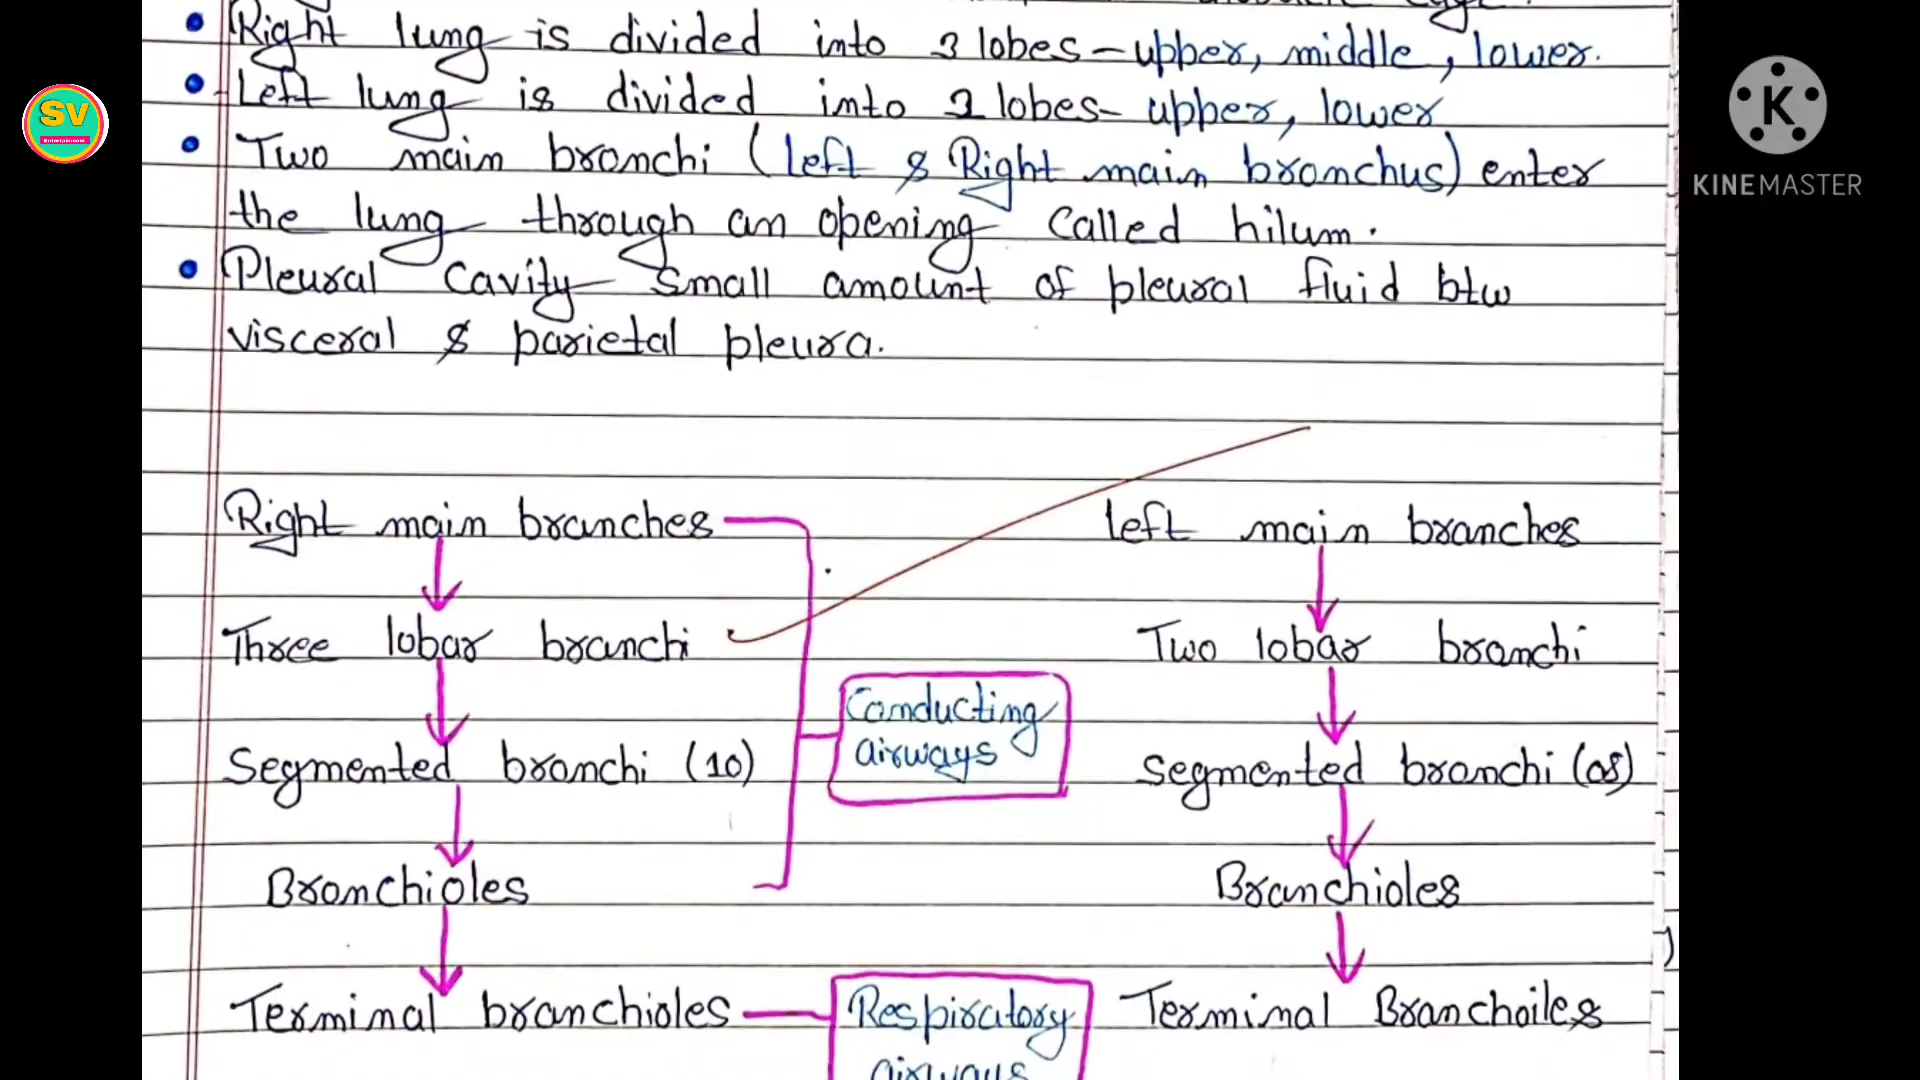 Right lung is divided into 3 lobes - upper, middle, lower.
Left lung is divided into 2 lobes - upper, lower
Two main bronchi (left & Right main bronchus) enter
the lung through an opening called hilum.
Pleural Cavity small amount of pleural fluid btw
visceral & parietal pleura.
Right main branches
left main branches
Three lobar branchi
Two lobar bronchi
Conducting
airways
Segmented bronchi (10)
segmented bronchi (08)
Bronchioles
Branchioles
Terminal branchioles
Respiratory
airways
Terminal Branchoiles
SV
Entertainment
K
KINEMASTER